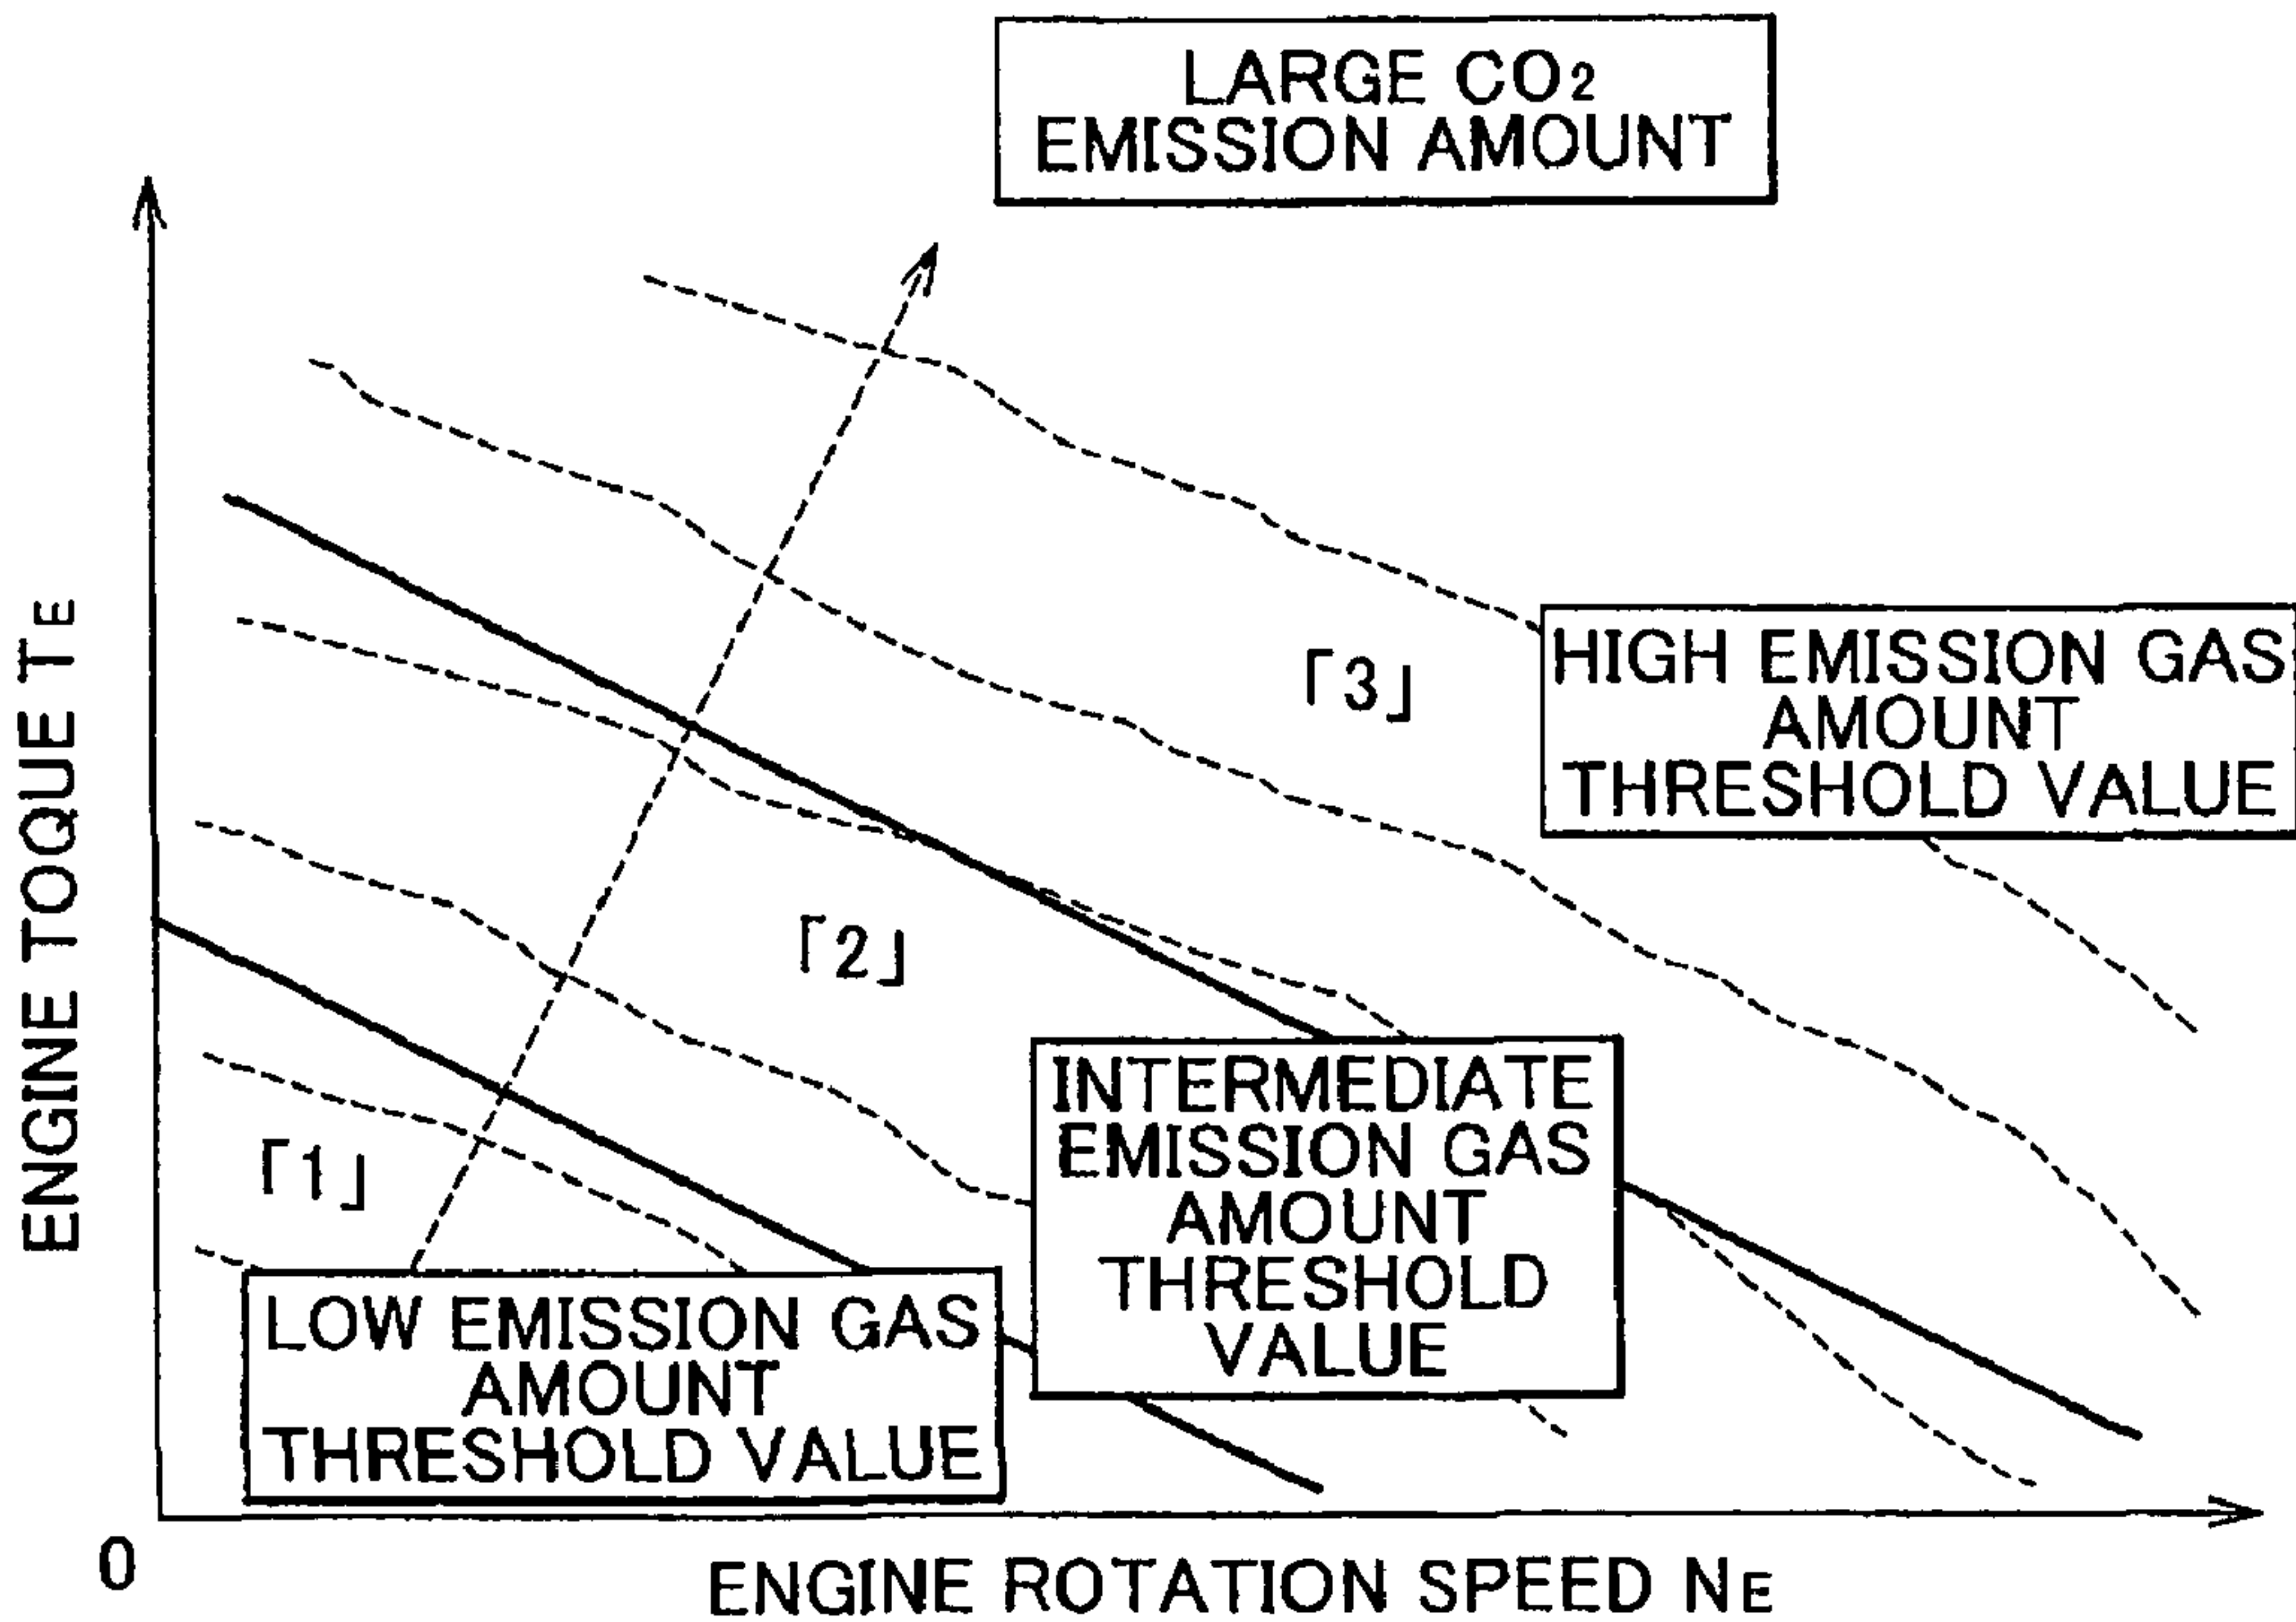 LARGE CO2
EMISSION AMOUNT
ENGINE TOQUE TE
HIGH EMISSION GAS
AMOUNT
THRESHOLD VALUE
「3」
「2」
「1」
INTERMEDIATE
EMISSION GAS
AMOUNT
THRESHOLD
VALUE
LOW EMISSION GAS
AMOUNT
THRESHOLD VALUE
0
ENGINE ROTATION SPEED NE